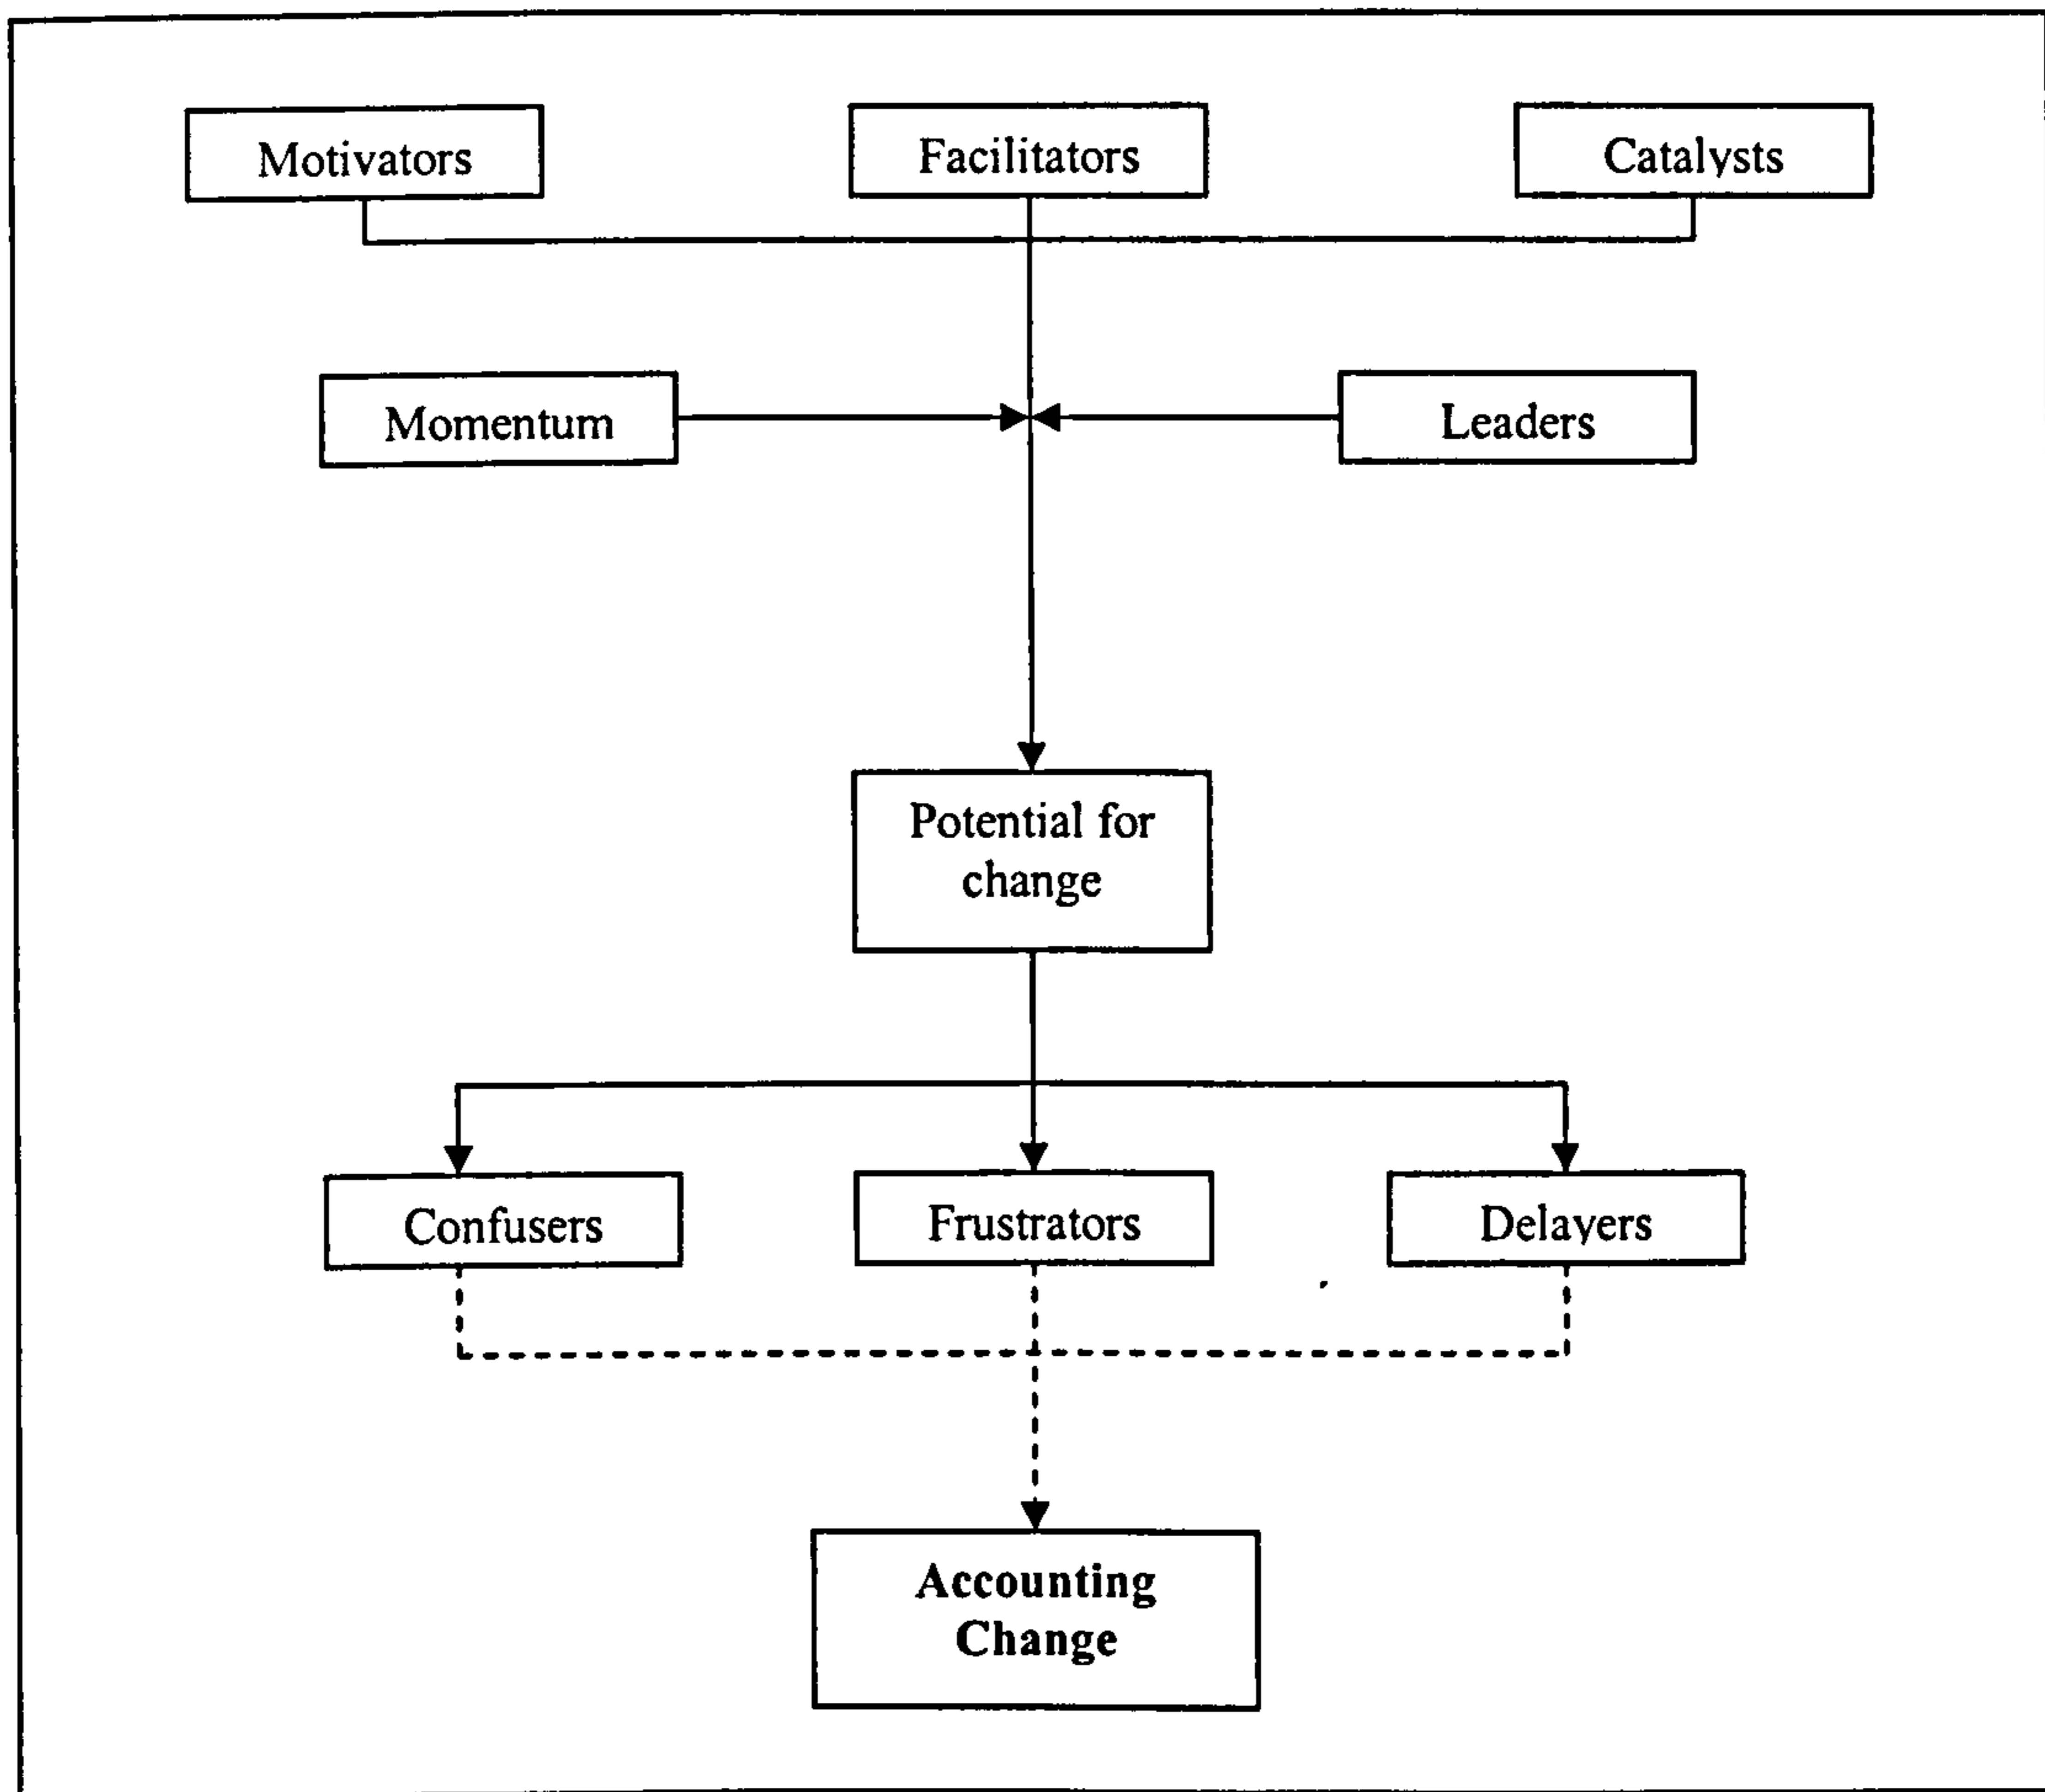 Motivators
Facilitators
Catalysts
Momentum
Leaders
Potential for
change
Confusers
Frustrators
Delayers
Accounting
Change